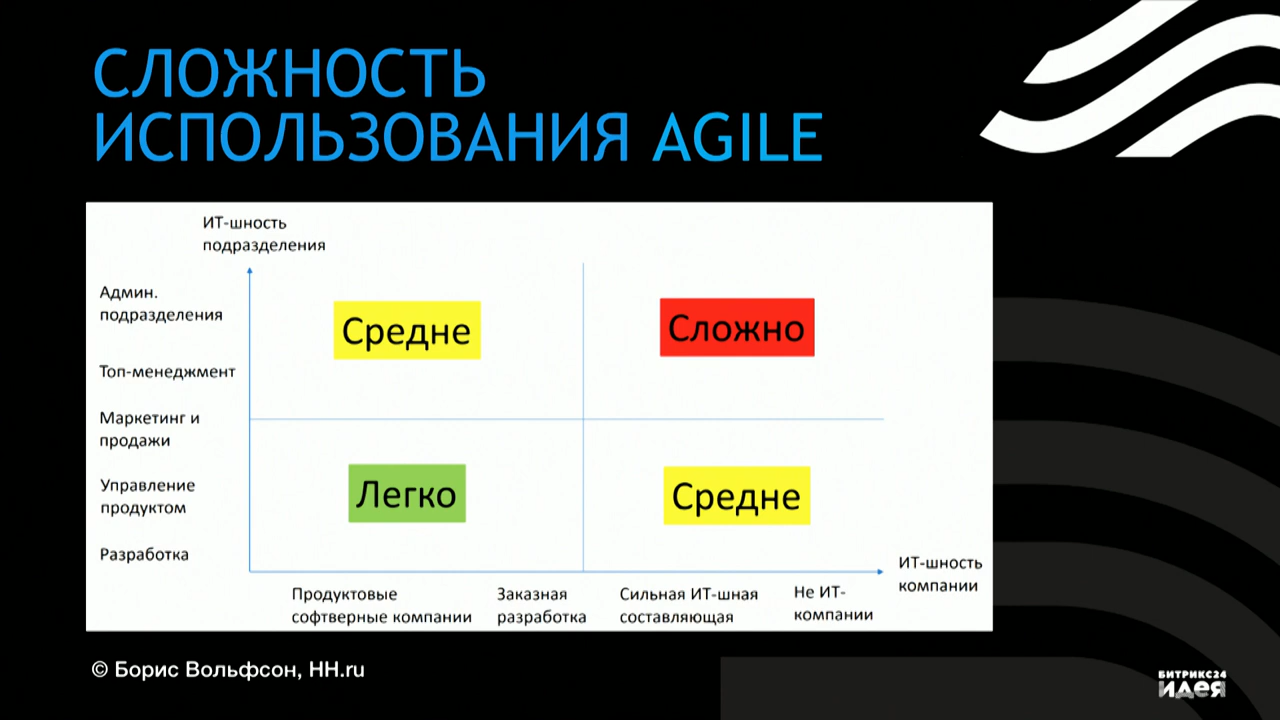 СЛОЖНОСТЬ
ИСПОЛЬЗОВАНИЯ AGILE
ИТ-шность
подразделения
Админ.
подразделения
Топ-менеджмент
Маркетинг и
продажи
Управление
продуктом
Разработка
Средне
Сложно
Легко
Средне
ИТ-шность
компании
Продуктовые
софтверные компании
Заказная
разработка
Сильная ИТ-шная
составляющая
Не ИТ-
компании
© Борис Вольфсон, HH.ru
БИТРИКС24
идея